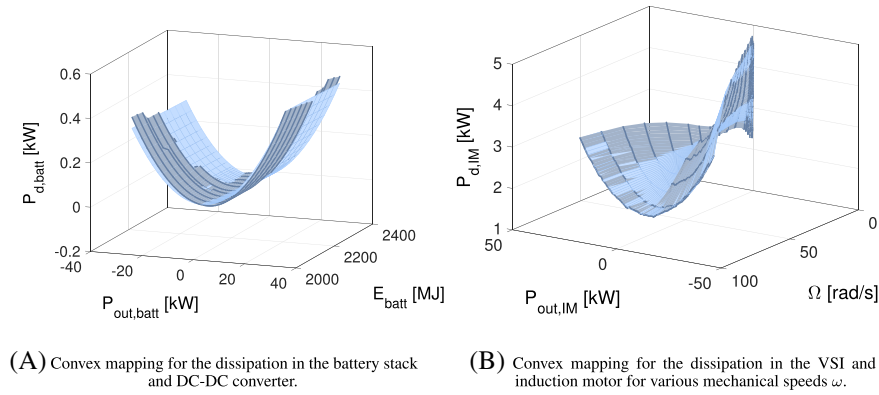 0.6
0.4
0.2
0
-0.2
P_d,batt [kW]
-40
-20
0
20
40
P_out,batt [kW]
2000
2200
2400
E_batt [MJ]
5
4
3
2
1
P_d,IM [kW]
50
0
-50
P_out,IM [kW]
100
50
0
Ω [rad/s]
(A) Convex mapping for the dissipation in the battery stack
and DC-DC converter.
(B) Convex mapping for the dissipation in the VSI and
induction motor for various mechanical speeds ω.